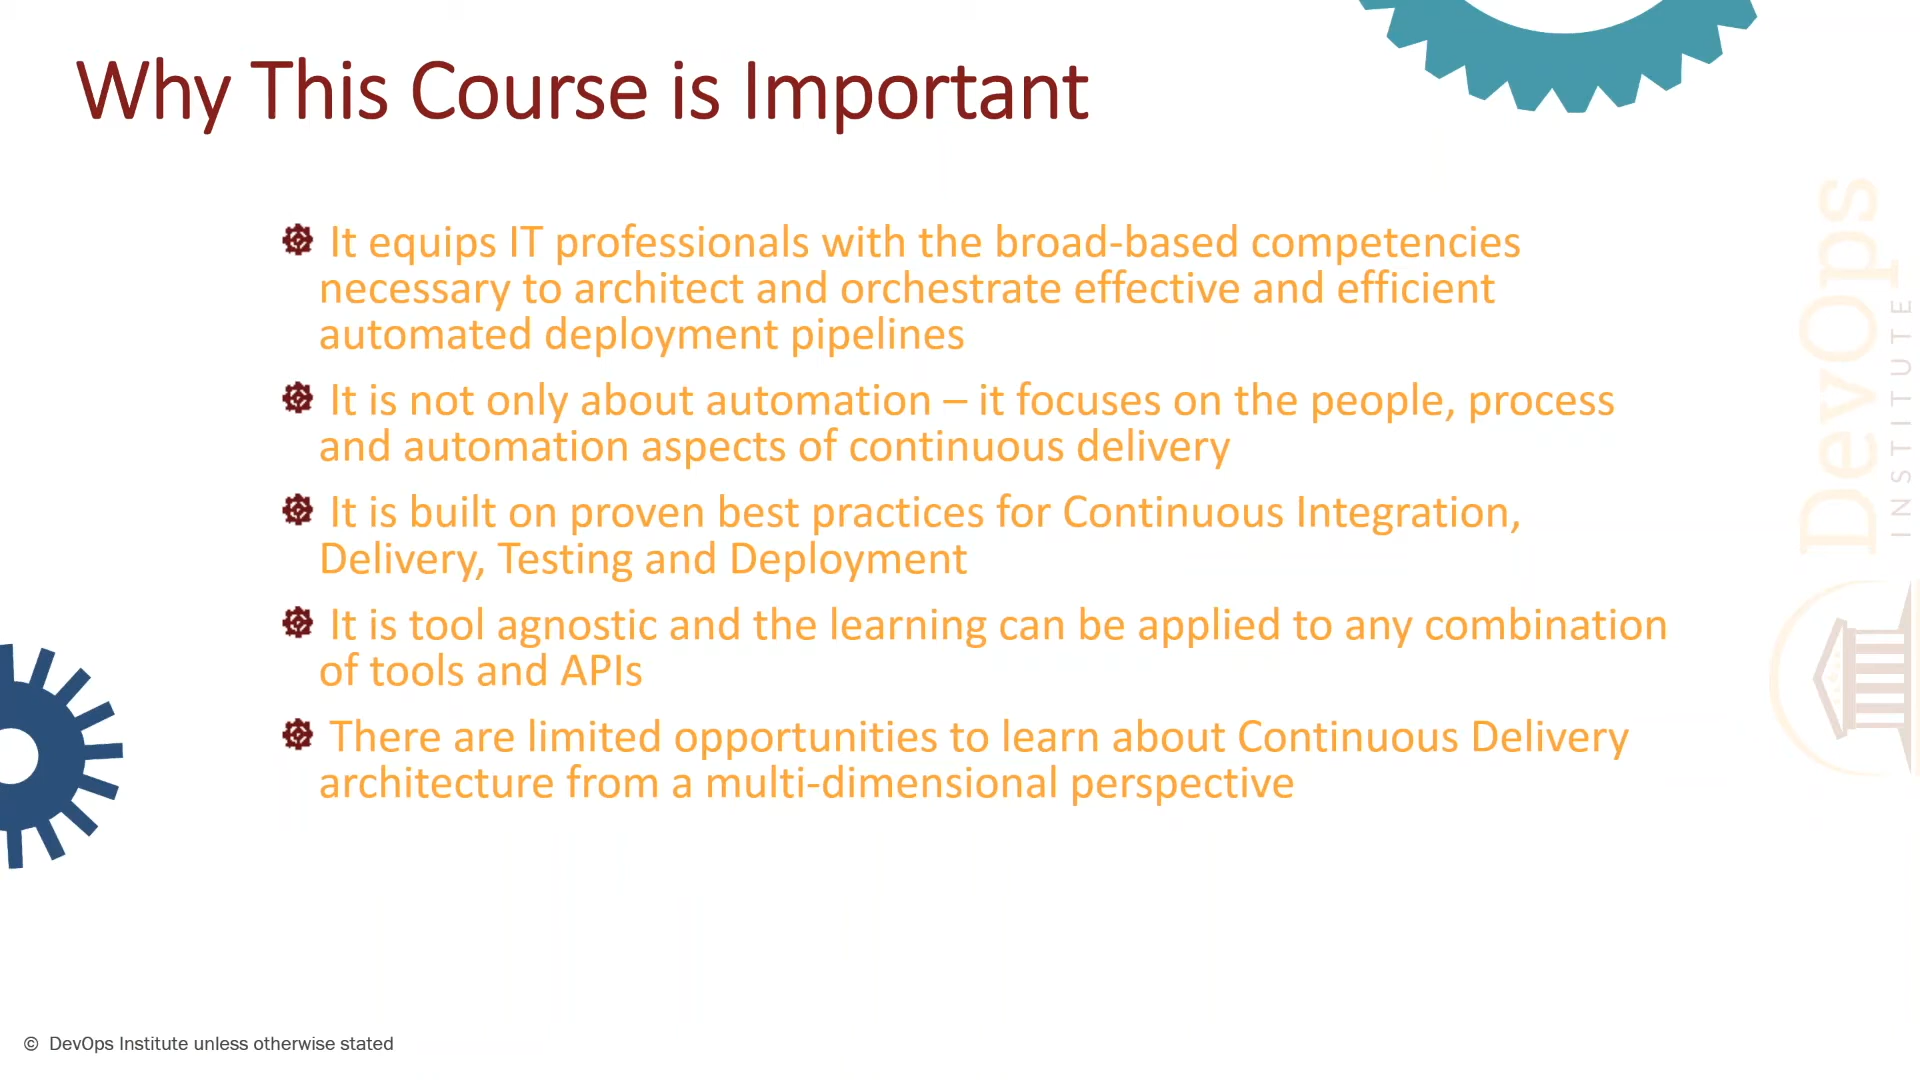 Why This Course is Important
It equips IT professionals with the broad-based competencies
necessary to architect and orchestrate effective and efficient
automated deployment pipelines
It is not only about automation – it focuses on the people, process
and automation aspects of continuous delivery
It is built on proven best practices for Continuous Integration,
Delivery, Testing and Deployment
It is tool agnostic and the learning can be applied to any combination
of tools and APIs
There are limited opportunities to learn about Continuous Delivery
architecture from a multi-dimensional perspective
DevOps
INSTITUTE
© DevOps Institute unless otherwise stated